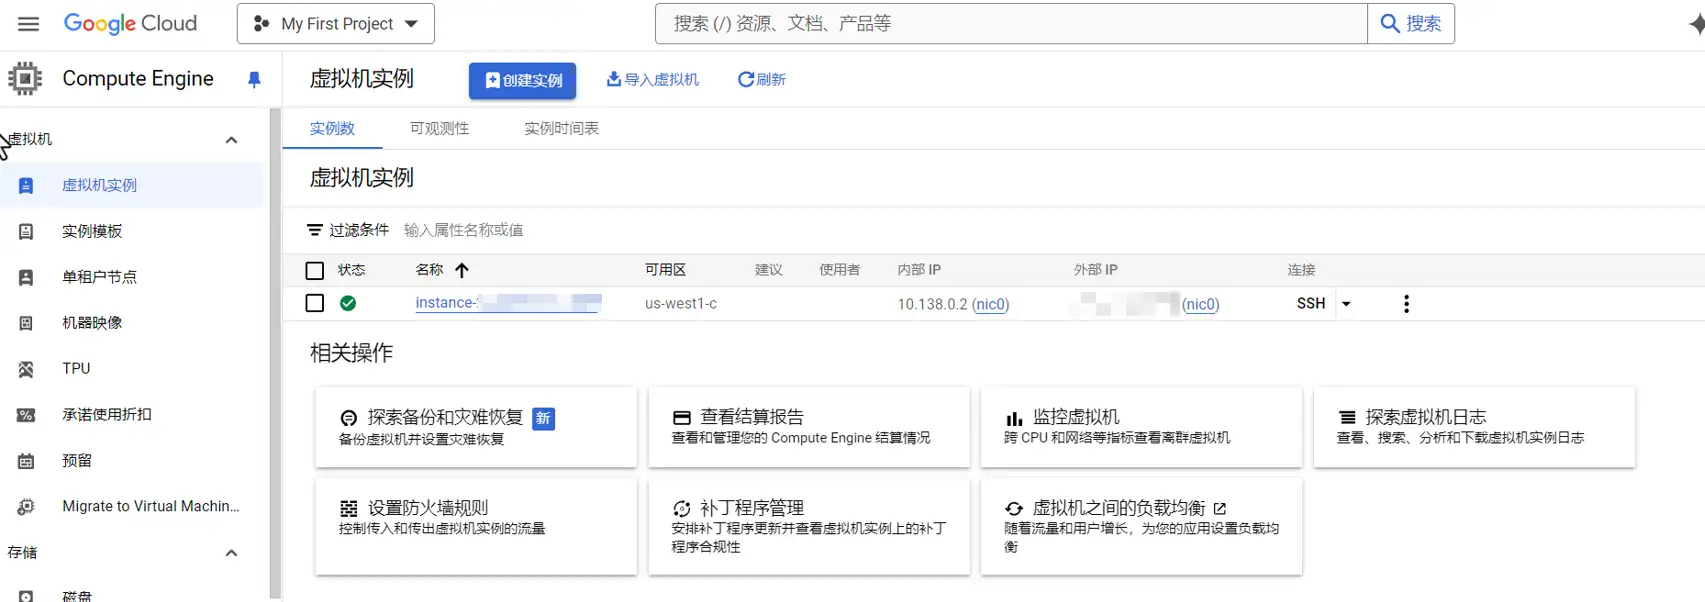 Google Cloud
My First Project
搜索 (/) 资源、文档、产品等
搜索
Compute Engine
虚拟机实例
创建实例
导入虚拟机
刷新
虚拟机
虚拟机实例
实例模板
单租户节点
机器映像
TPU
承诺使用折扣
预留
Migrate to Virtual Machin...
存储
磁盘
实例数
可观测性
实例时间表
虚拟机实例
过滤条件 输入属性名称或值
状态 名称 可用区 建议 使用者 内部 IP 外部 IP 连接
instance- us-west1-c 10.138.0.2 (nic0) (nic0) SSH
相关操作
探索备份和灾难恢复 新
备份虚拟机并设置灾难恢复
查看结算报告
查看和管理您的 Compute Engine 结算情况
监控虚拟机
跨 CPU 和网络等指标查看离群虚拟机
探索虚拟机日志
查看、搜索、分析和下载虚拟机实例日志
设置防火墙规则
控制传入和传出虚拟机实例的流量
补丁程序管理
安排补丁程序更新并查看虚拟机实例上的补丁
程序合规性
虚拟机之间的负载均衡
随着流量和用户增长，为您的应用设置负载均
衡